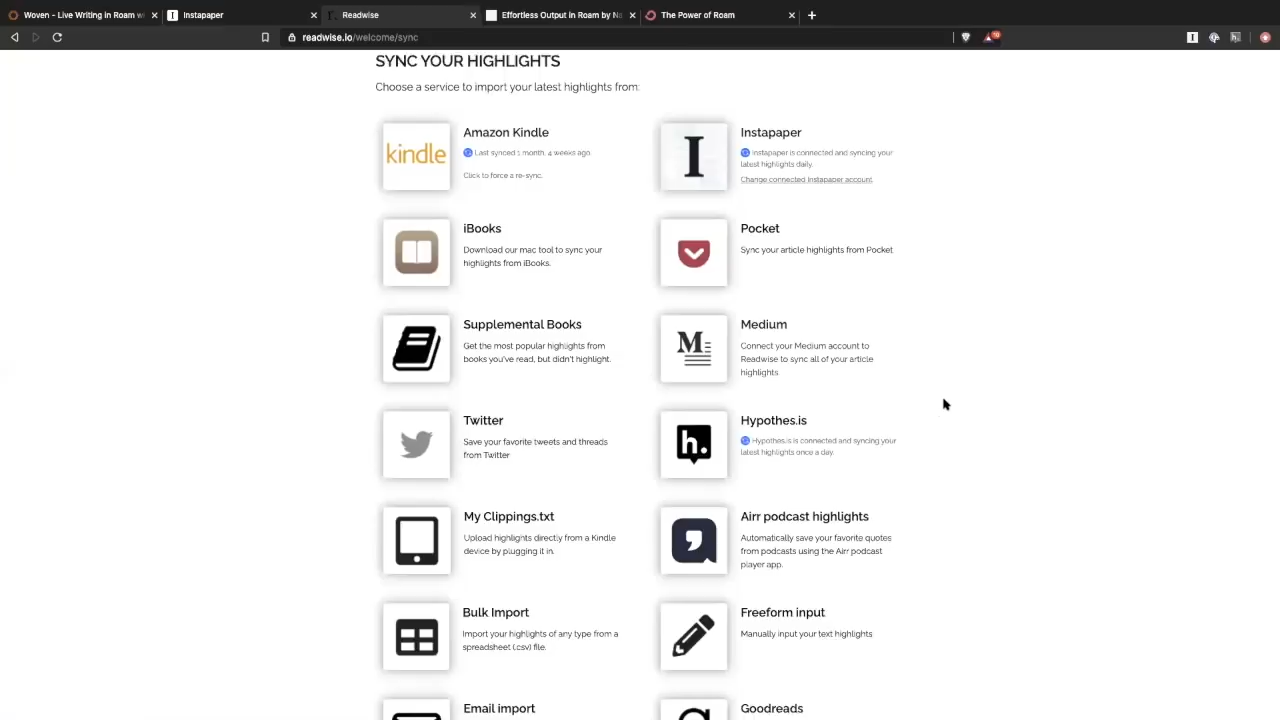 Woven - Live Writing in Roam w
Instapaper
Readwise
Effortless Output in Roam by Na
The Power of Roam
readwise.io/welcome/sync
SYNC YOUR HIGHLIGHTS
Choose a service to import your latest highlights from:
kindle
Amazon Kindle
Last synced 1 month, 4 weeks ago.
Click to force a re-sync.
I
Instapaper
Instapaper is connected and syncing your
latest highlights daily.
Change connected Instapaper account.
iBooks
Download our mac tool to sync your
highlights from iBooks.
Pocket
Sync your article highlights from Pocket
Supplemental Books
Get the most popular highlights from
books you've read, but didn't highlight.
M
Medium
Connect your Medium account to
Readwise to sync all of your article
highlights
Twitter
Save your favorite tweets and threads
from Twitter
h.
Hypothes.is
Hypothes.is is connected and syncing your
latest highlights once a day.
My Clippings.txt
Upload highlights directly from a Kindle
device by plugging it in.
Airr podcast highlights
Automatically save your favorite quotes
from podcasts using the Airr podcast
player app.
Bulk Import
Import your highlights of any type from a
spreadsheet (.csv) file.
Freeform input
Manually input your text highlights
Email import
Goodreads